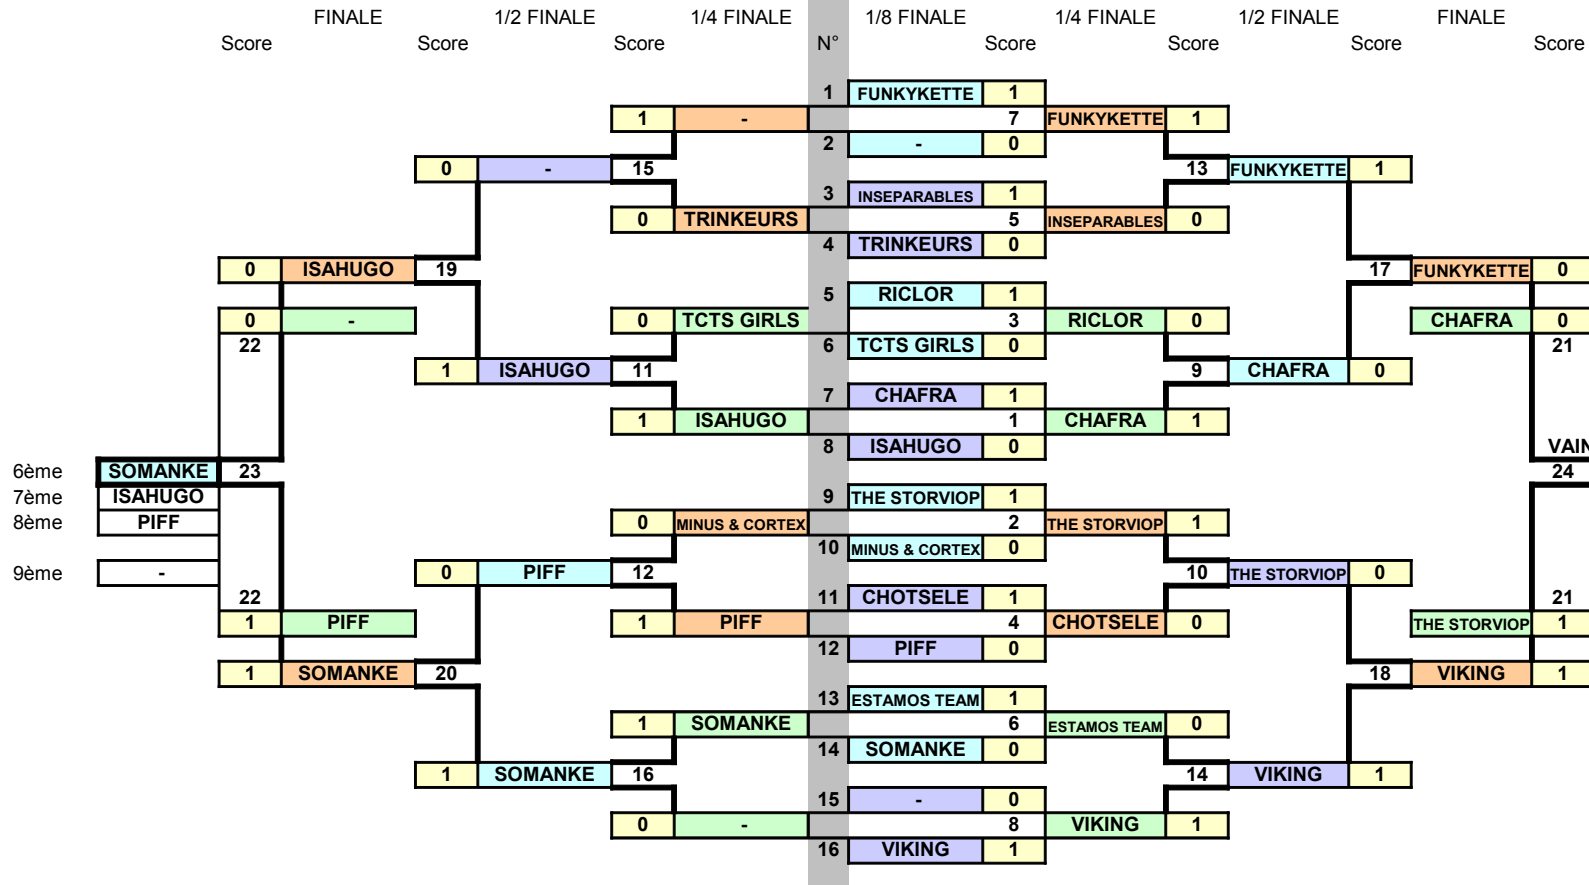 FINALE 1/2 FINALE 1/4 FINALE 1/8 FINALE 1/4 FINALE 1/2 FINALE FINALE
Score Score Score N° Score Score Score Score
1 FUNKYKETTE 1
1 - 7 FUNKYKETTE 1
2 - 0
0 - 15 13 FUNKYKETTE 1
3 INSEPARABLES 1
0 TRINKEURS 5 INSEPARABLES 0
4 TRINKEURS 0
0 ISAHUGO 19 17 FUNKYKETTE 0
5 RICLOR 1
0 - 0 TCTS GIRLS 3 RICLOR 0 CHAFRA 0
22 6 TCTS GIRLS 0 21
1 ISAHUGO 11 9 CHAFRA 0
7 CHAFRA 1
1 ISAHUGO 1 CHAFRA 1
8 ISAHUGO 0 VAIN
6ème SOMANKE 23 24
7ème ISAHUGO 9 THE STORVIOP 1
8ème PIFF 0 MINUS & CORTEX 2 THE STORVIOP 1
10 MINUS & CORTEX 0
9ème - 0 PIFF 12 10 THE STORVIOP 0
22 11 CHOTSELE 1 21
1 PIFF 1 PIFF 4 CHOTSELE 0 THE STORVIOP 1
12 PIFF 0
1 SOMANKE 20 18 VIKING 1
13 ESTAMOS TEAM 1
1 SOMANKE 6 ESTAMOS TEAM 0
14 SOMANKE 0
1 SOMANKE 16 14 VIKING 1
15 - 0
0 - 8 VIKING 1
16 VIKING 1